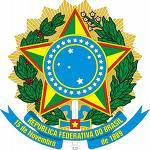 REPÚBLICA FEDERATIVA DO BRASIL
15 de Novembro
de 1889